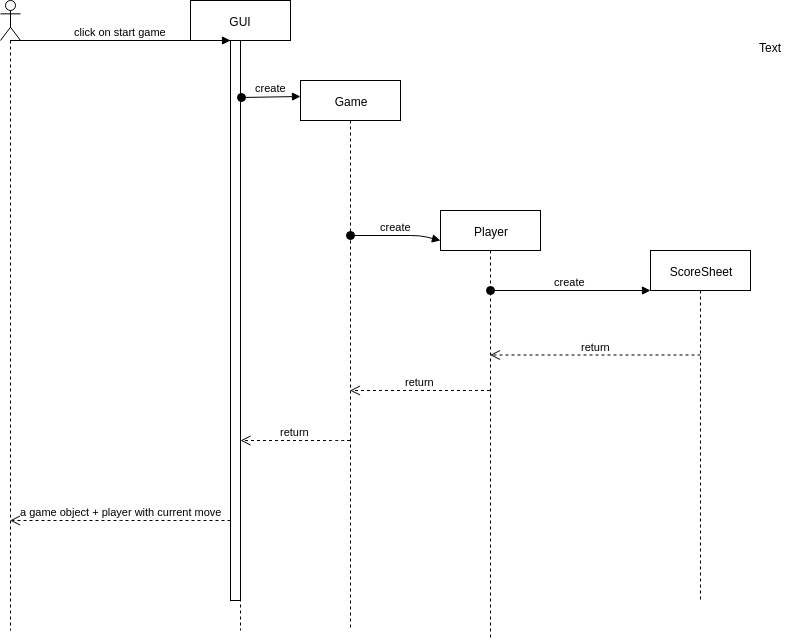 GUI
click on start game
Text
create
Game
create
Player
create
ScoreSheet
return
return
return
a game object + player with current move